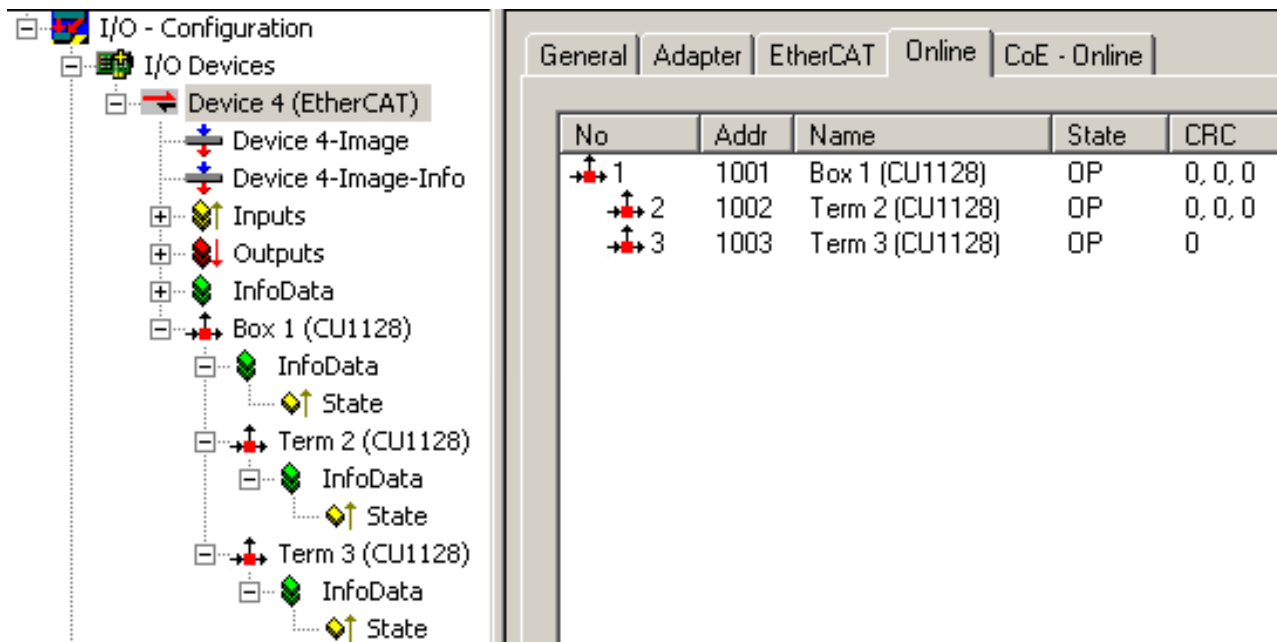 I/O - Configuration
I/O Devices
Device 4 (EtherCAT)
Device 4-Image
Device 4-Image-Info
Inputs
Outputs
InfoData
Box 1 (CU1128)
InfoData
State
Term 2 (CU1128)
InfoData
State
Term 3 (CU1128)
InfoData
State
General Adapter EtherCAT Online CoE - Online
No Addr Name State CRC
1 1001 Box 1 (CU1128) OP 0, 0, 0
2 1002 Term 2 (CU1128) OP 0, 0, 0
3 1003 Term 3 (CU1128) OP 0